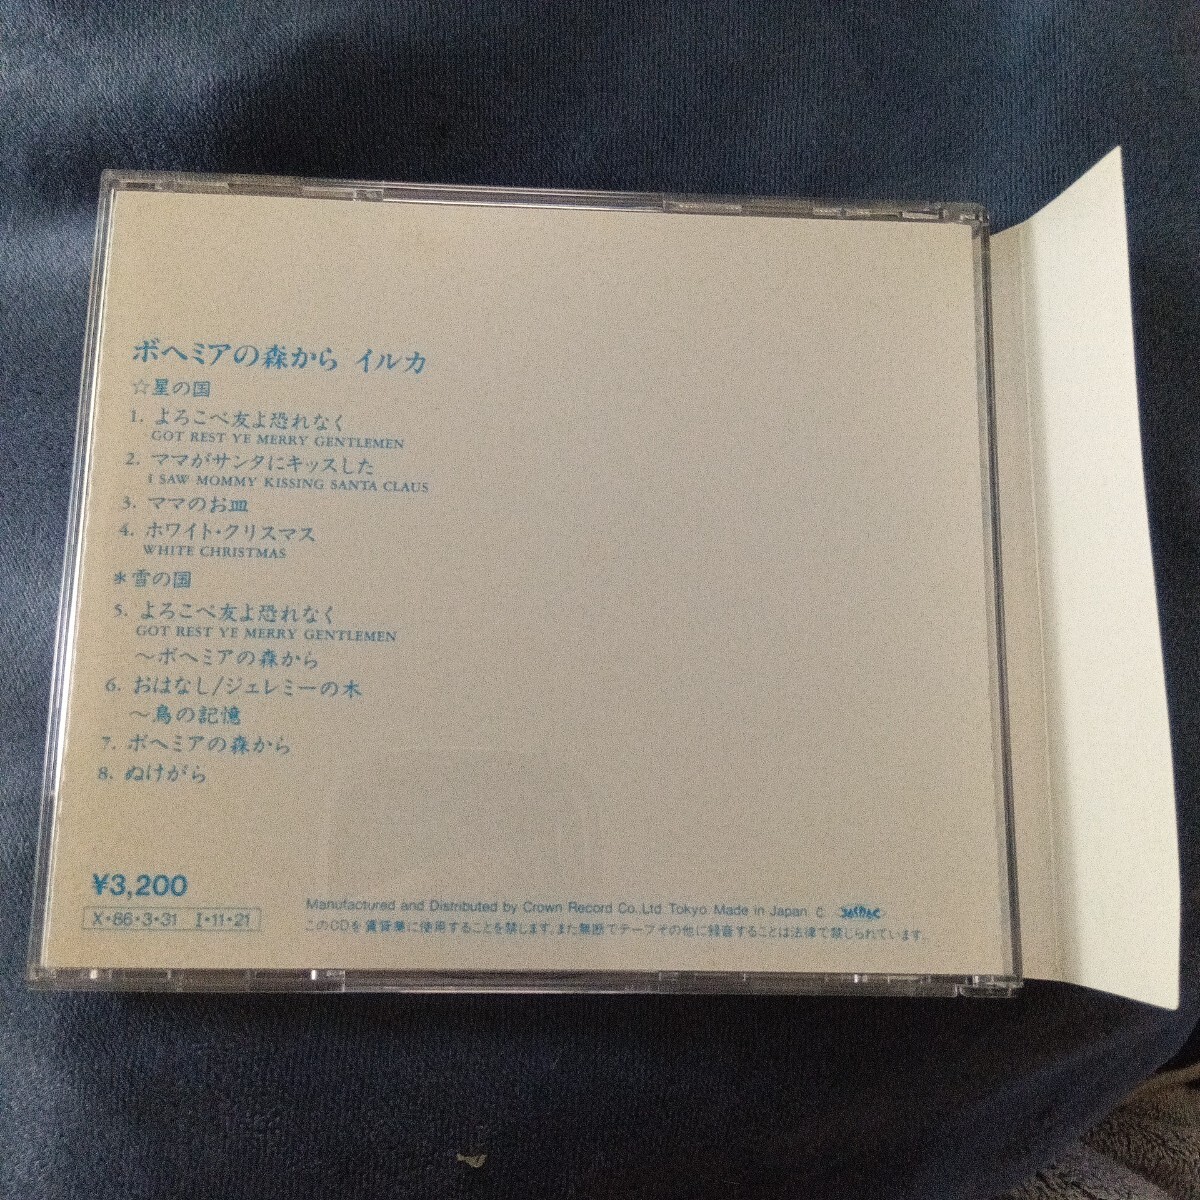 ボヘミアの森から イルカ
☆星の国
1. よろこべ友よ恐れなく
GOT REST YE MERRY GENTLEMEN
2. ママがサンタにキッスした
I SAW MOMMY KISSING SANTA CLAUS
3. ママのお皿
4. ホワイト・クリスマス
WHITE CHRISTMAS
＊雪の国
5. よろこべ友よ恐れなく
GOT REST YE MERRY GENTLEMEN
〜ボヘミアの森から
6. おはなし/ジェレミーの木
〜鳥の記憶
7. ボヘミアの森から
8. ぬけがら
¥3,200
X・86・3・31 I・11・21
Manufactured and Distributed by Crown Record Co.,Ltd. Tokyo. Made in Japan C JASRAC
このCDを賃貸業に使用することを禁じます。また無断でテープその他に録音することは法律で禁じられています。